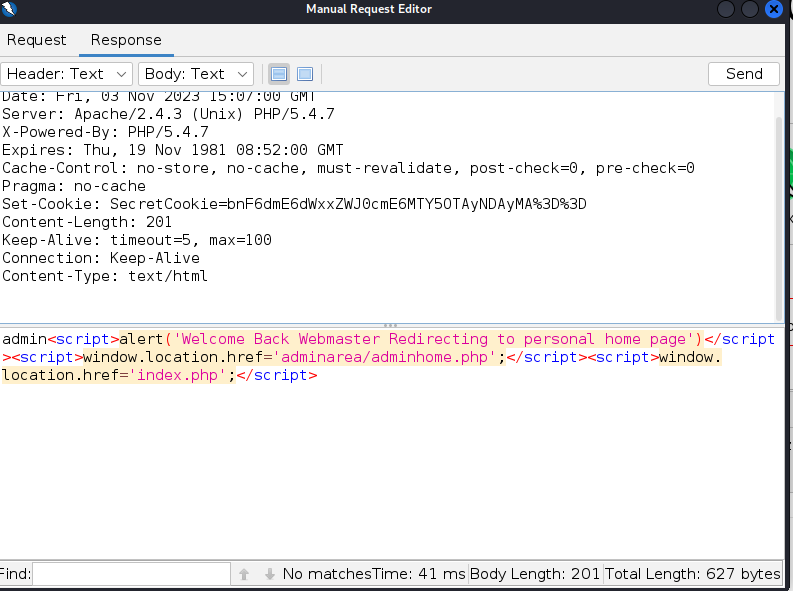 Manual Request Editor
Request Response
Header: Text Body: Text Send
Date: Fri, 03 Nov 2023 15:07:00 GMT
Server: Apache/2.4.3 (Unix) PHP/5.4.7
X-Powered-By: PHP/5.4.7
Expires: Thu, 19 Nov 1981 08:52:00 GMT
Cache-Control: no-store, no-cache, must-revalidate, post-check=0, pre-check=0
Pragma: no-cache
Set-Cookie: SecretCookie=bnF6dmE6dWxxZWJ0cmE6MTY5OTAyNDAyMA%3D%3D
Content-Length: 201
Keep-Alive: timeout=5, max=100
Connection: Keep-Alive
Content-Type: text/html
admin<script>alert('Welcome Back Webmaster Redirecting to personal home page')</script
><script>window.location.href='adminarea/adminhome.php';</script><script>window.
location.href='index.php';</script>
Find: No matches Time: 41 ms Body Length: 201 Total Length: 627 bytes